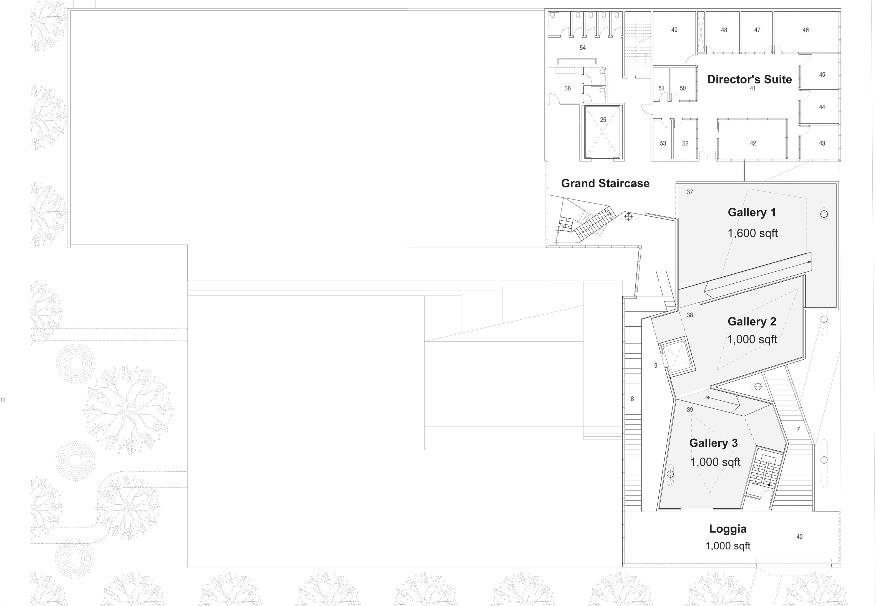 49
48
47
46
54
Director's Suite
45
41
36
51
50
44
25
53
52
42
43
Grand Staircase
37
Gallery 1
1,600 sqft
38
Gallery 2
1,000 sqft
9
8
39
7
Gallery 3
1,000 sqft
Loggia
40
1,000 sqft
n